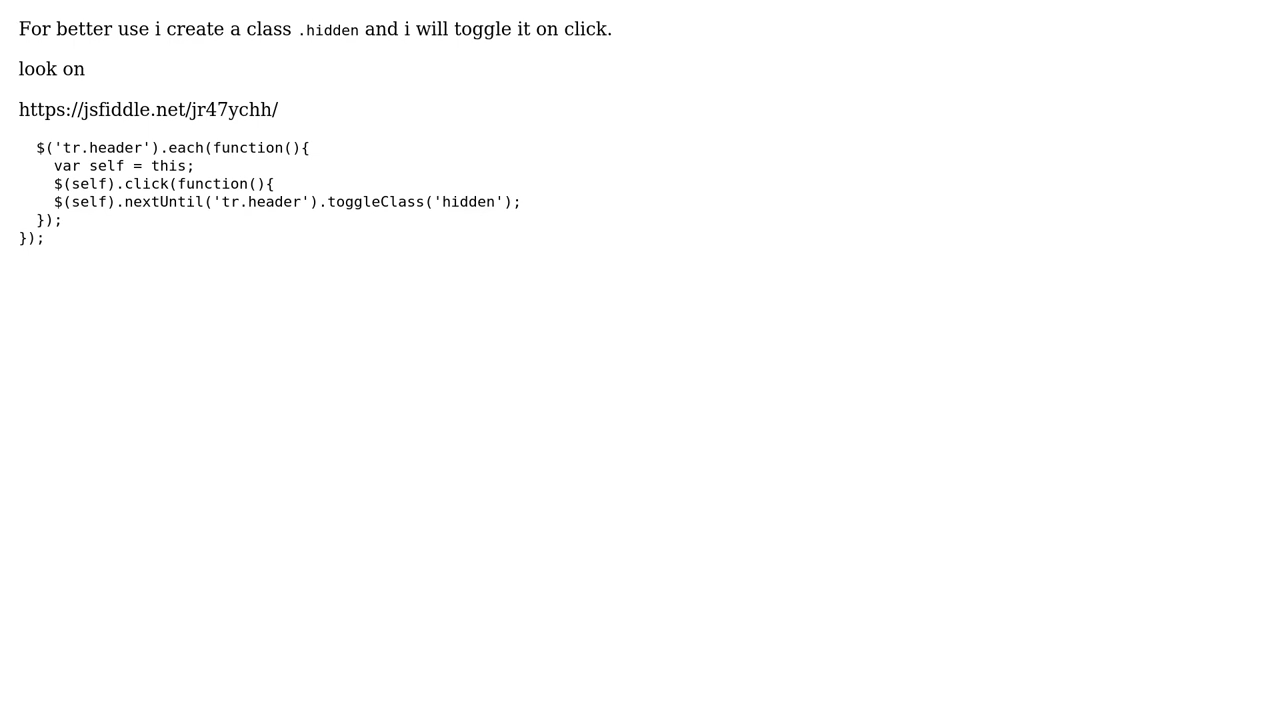 For better use i create a class .hidden and i will toggle it on click.
look on
https://jsfiddle.net/jr47ychh/
  $('tr.header').each(function(){
    var self = this;
    $(self).click(function(){
    $(self).nextUntil('tr.header').toggleClass('hidden');
  });
});